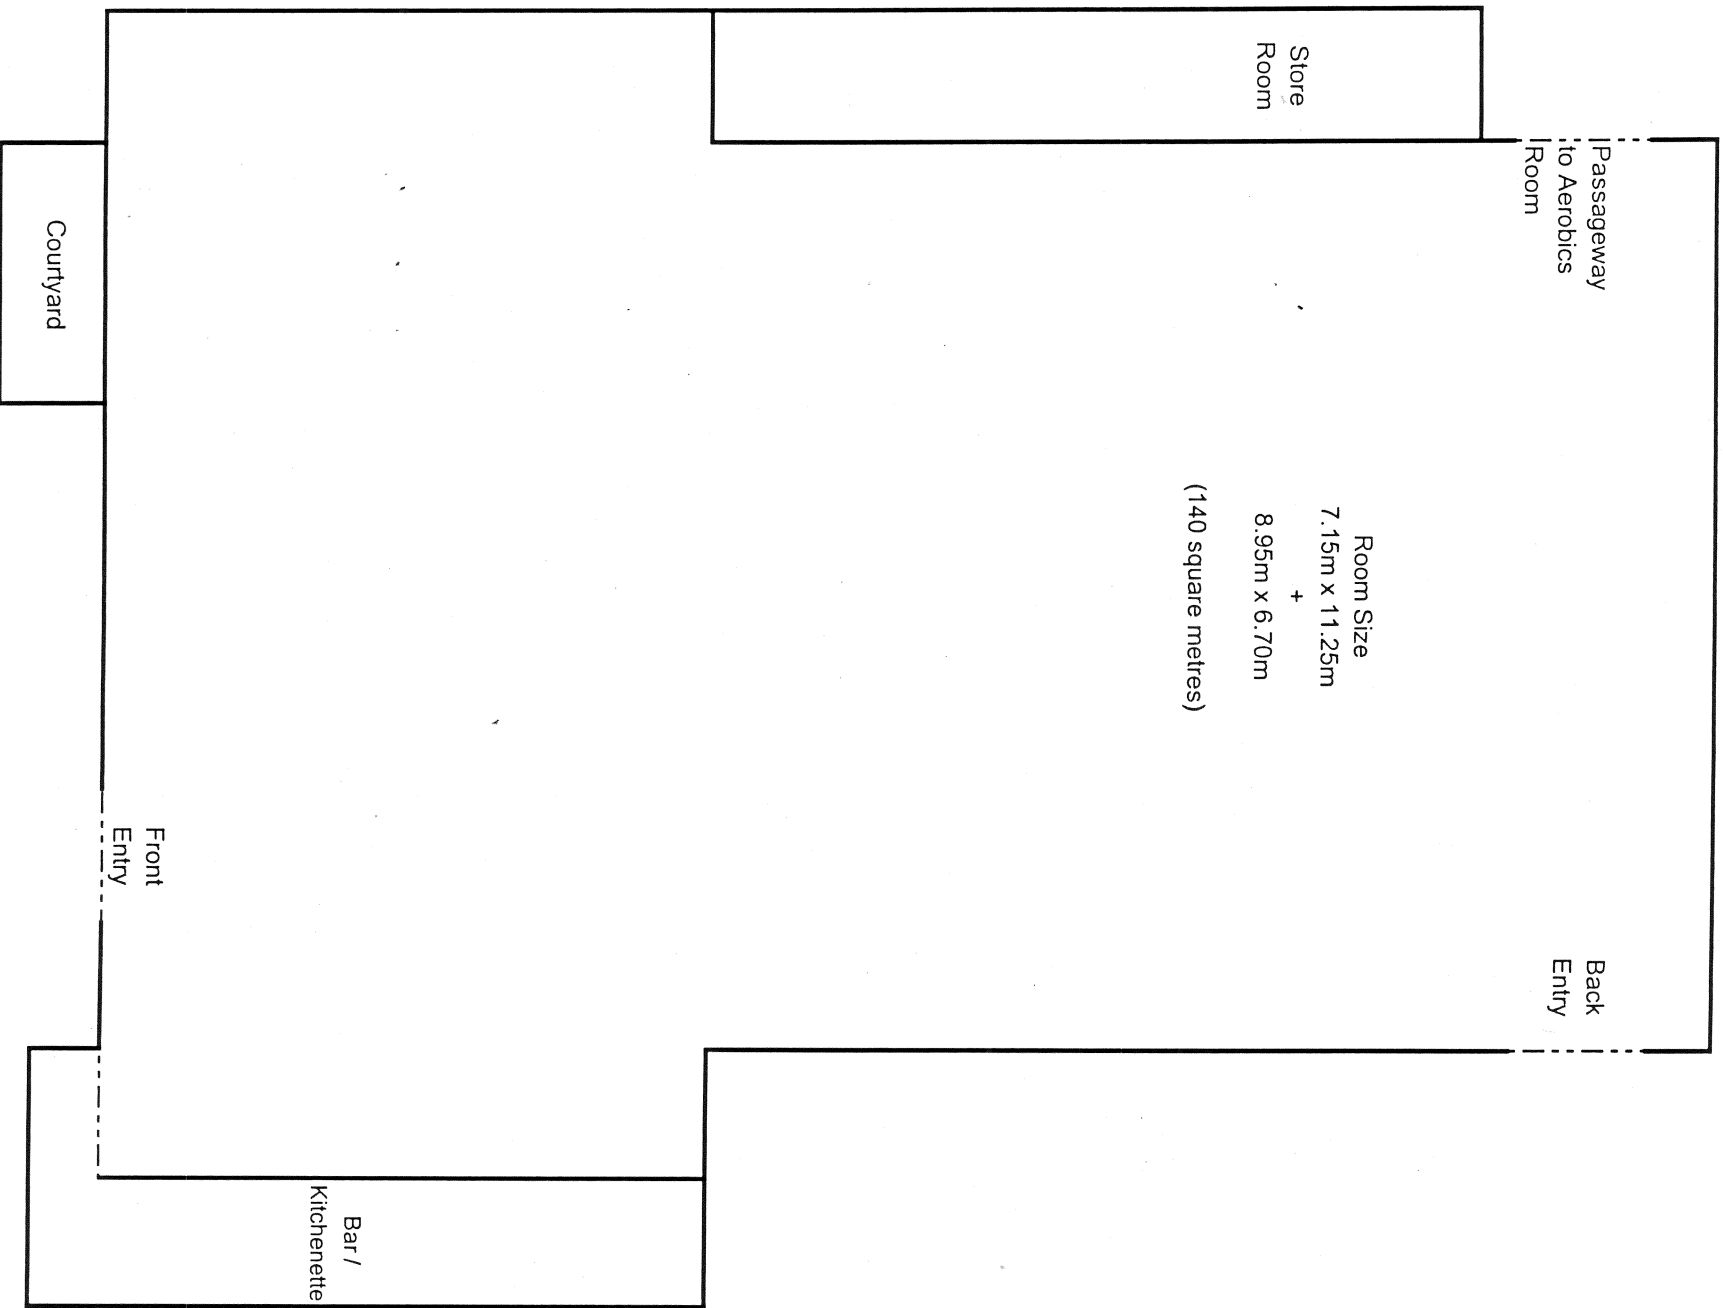 Passageway
to Aerobics
Room
Back
Entry
Store
Room
Room Size
7.15m x 11.25m
+
8.95m x 6.70m
(140 square metres)
Bar /
Kitchenette
Front
Entry
Courtyard